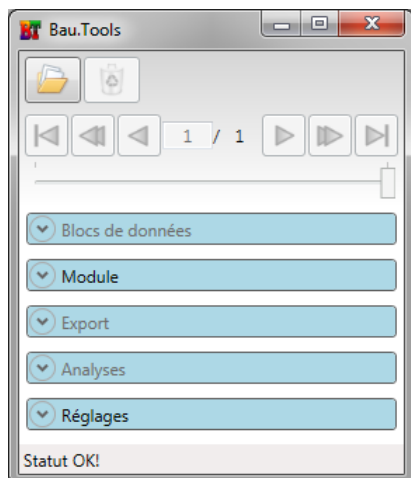 BT Bau.Tools
1 / 1
Blocs de données
Module
Export
Analyses
Réglages
Statut OK!